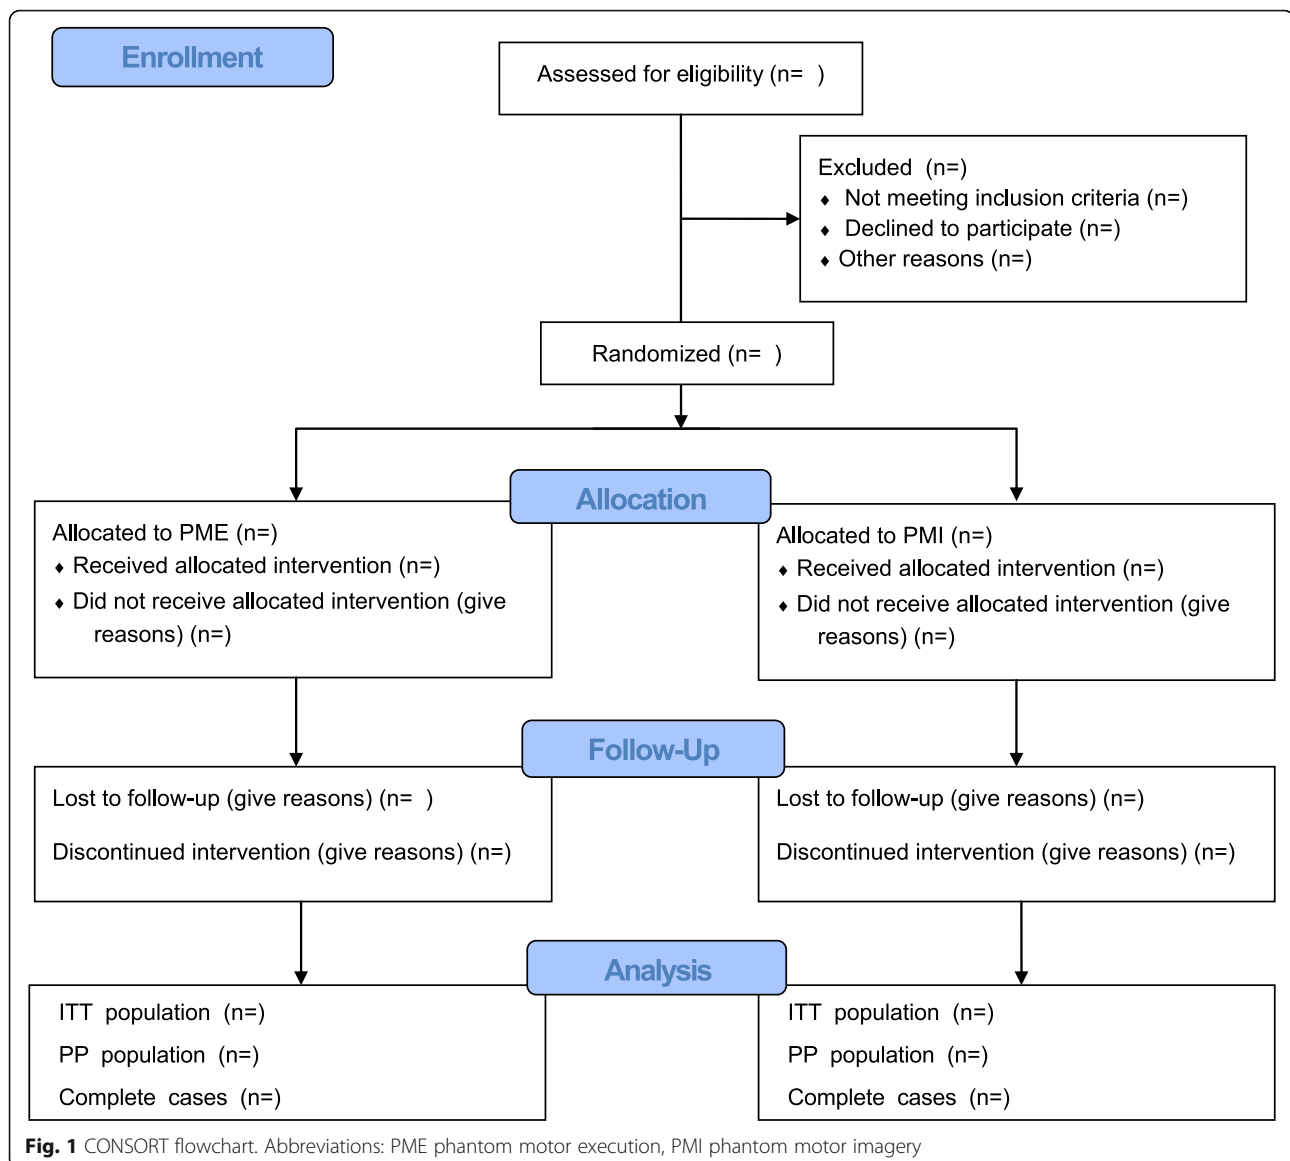 Enrollment
Assessed for eligibility (n=  )
Excluded  (n=)
♦ Not meeting inclusion criteria (n=)
♦ Declined to participate (n=)
♦ Other reasons (n=)
Randomized (n=  )
Allocation
Allocated to PME (n=)
♦ Received allocated intervention (n=)
♦ Did not receive allocated intervention (give
reasons) (n=)
Allocated to PMI (n=)
♦ Received allocated intervention (n=)
♦ Did not receive allocated intervention (give
reasons) (n=)
Follow-Up
Lost to follow-up (give reasons) (n=  )
Discontinued intervention (give reasons) (n=)
Lost to follow-up (give reasons) (n=)
Discontinued intervention (give reasons) (n=)
Analysis
ITT  population  (n=)
PP  population  (n=)
Complete  cases  (n=)
ITT  population  (n=)
PP  population  (n=)
Complete  cases  (n=)
Fig. 1 CONSORT flowchart. Abbreviations: PME phantom motor execution, PMI phantom motor imagery